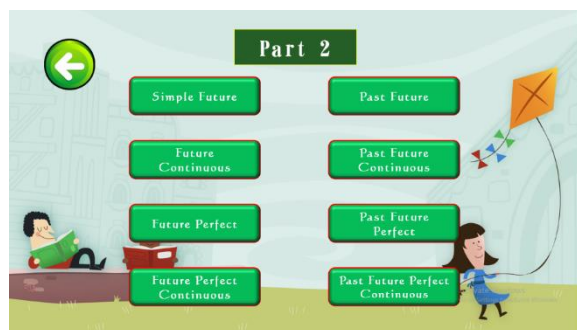 Part 2
Simple Future
Past Future
Future
Continuous
Past Future
Continuous
Future Perfect
Past Future
Perfect
Future Perfect
Continuous
Past Future Perfect
Continuous